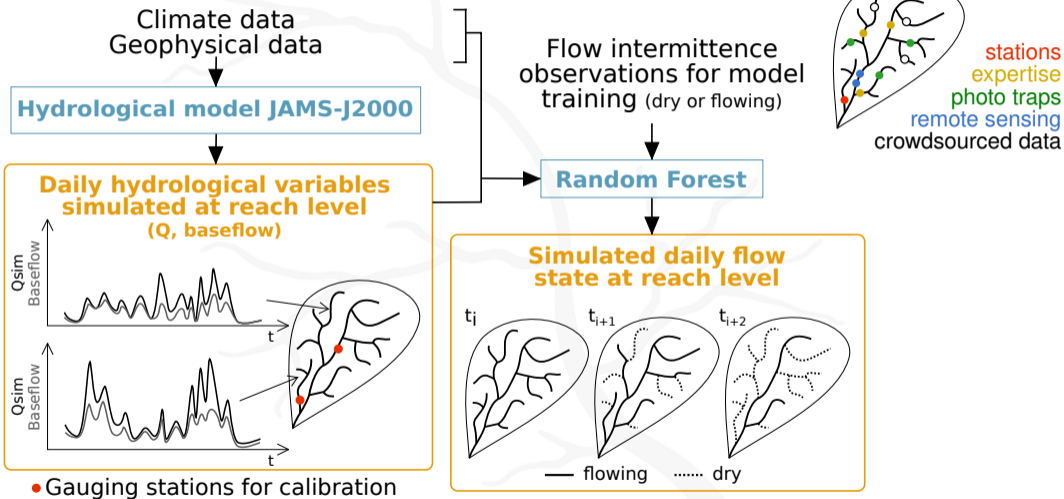 Climate data
Geophysical data
Hydrological model JAMS-J2000
Daily hydrological variables
simulated at reach level
(Q, baseflow)
Qsim
Baseflow
t
Qsim
Baseflow
t
Gauging stations for calibration
Flow intermittence
observations for model
training (dry or flowing)
stations
expertise
photo traps
remote sensing
crowdsourced data
Random Forest
Simulated daily flow
state at reach level
ti
ti+1
ti+2
flowing
dry